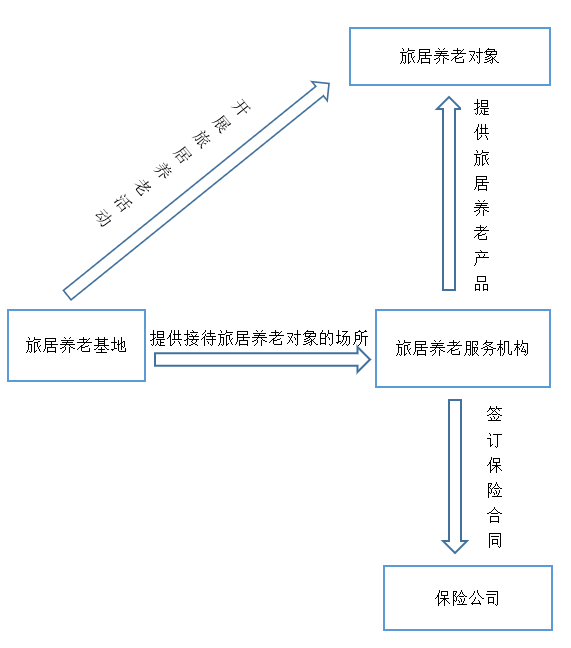 旅居养老对象
开展旅居养老活动
提供旅居养老产品
旅居养老基地
提供接待旅居养老对象的场所
旅居养老服务机构
签订保险合同
保险公司